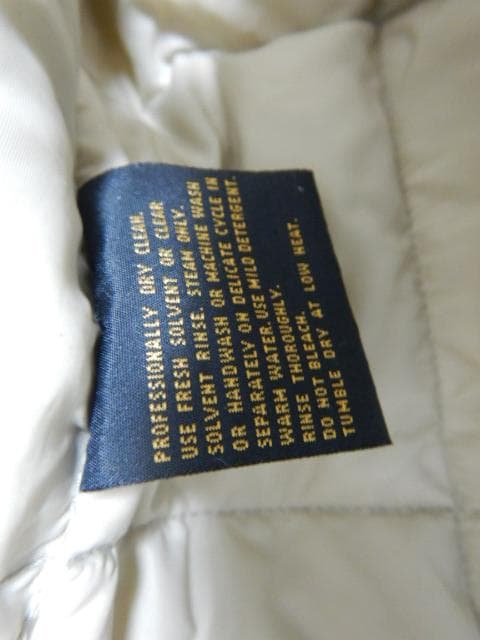 PROFESSIONALLY DRY CLEAN.
USE FRESH SOLVENT OR CLEAR
SOLVENT RINSE. STEAM ONLY.
OR HANDWASH OR MACHINE WASH
SEPARATELY ON DELICATE CYCLE IN
WARM WATER. USE MILD DETERGENT.
RINSE THOROUGHLY.
DO NOT BLEACH.
TUMBLE DRY AT LOW HEAT.